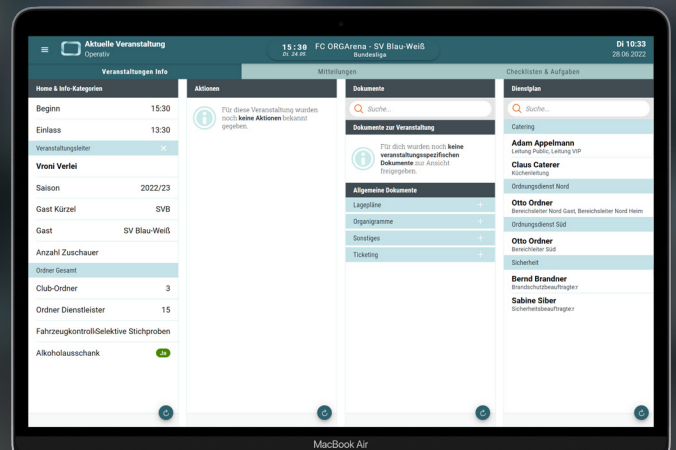 Aktuelle Veranstaltung
Operativ
15:30 FC ORGArena - SV Blau-Weiß
Di. 24.05. Bundesliga
Di 10:33
28.06.2022
Veranstaltungen Info
Mitteilungen
Checklisten & Aufgaben
Home & Info-Kategorien
Beginn 15:30
Einlass 13:30
Veranstaltungsleiter
Vroni Verlei
Saison 2022/23
Gast Kürzel SVB
Gast SV Blau-Weiß
Anzahl Zuschauer
Ordner Gesamt
Club-Ordner 3
Ordner Dienstleister 15
Fahrzeugkontroll Selektive Stichproben
Alkoholausschank Ja
Aktionen
Für diese Veranstaltung wurden
noch keine Aktionen bekannt
gegeben.
Dokumente
Suche...
Dokumente zur Veranstaltung
Für dich wurden noch keine
veranstaltungsspezifischen
Dokumente zur Ansicht
freigegeben.
Allgemeine Dokumente
Lagepläne
Organigramme
Sonstiges
Ticketing
Dienstplan
Suche...
Catering
Adam Appelmann
Leitung Public, Leitung VIP
Claus Caterer
Küchenleitung
Ordnungsdienst Nord
Otto Ordner
Bereichsleiter Nord Gast, Bereichsleiter Nord Heim
Ordnungsdienst Süd
Otto Ordner
Bereichleiter Süd
Sicherheit
Bernd Brandner
Brandschutzbeauftragte:r
Sabine Siber
Sicherheitsbeauftragte:r
MacBook Air